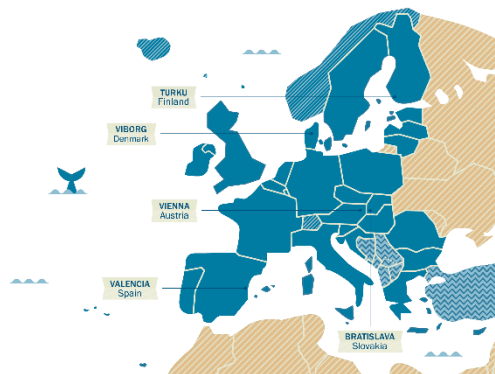 TURKU
Finland
VIBORG
Denmark
VIENNA
Austria
VALENCIA
Spain
BRATISLAVA
Slovakia